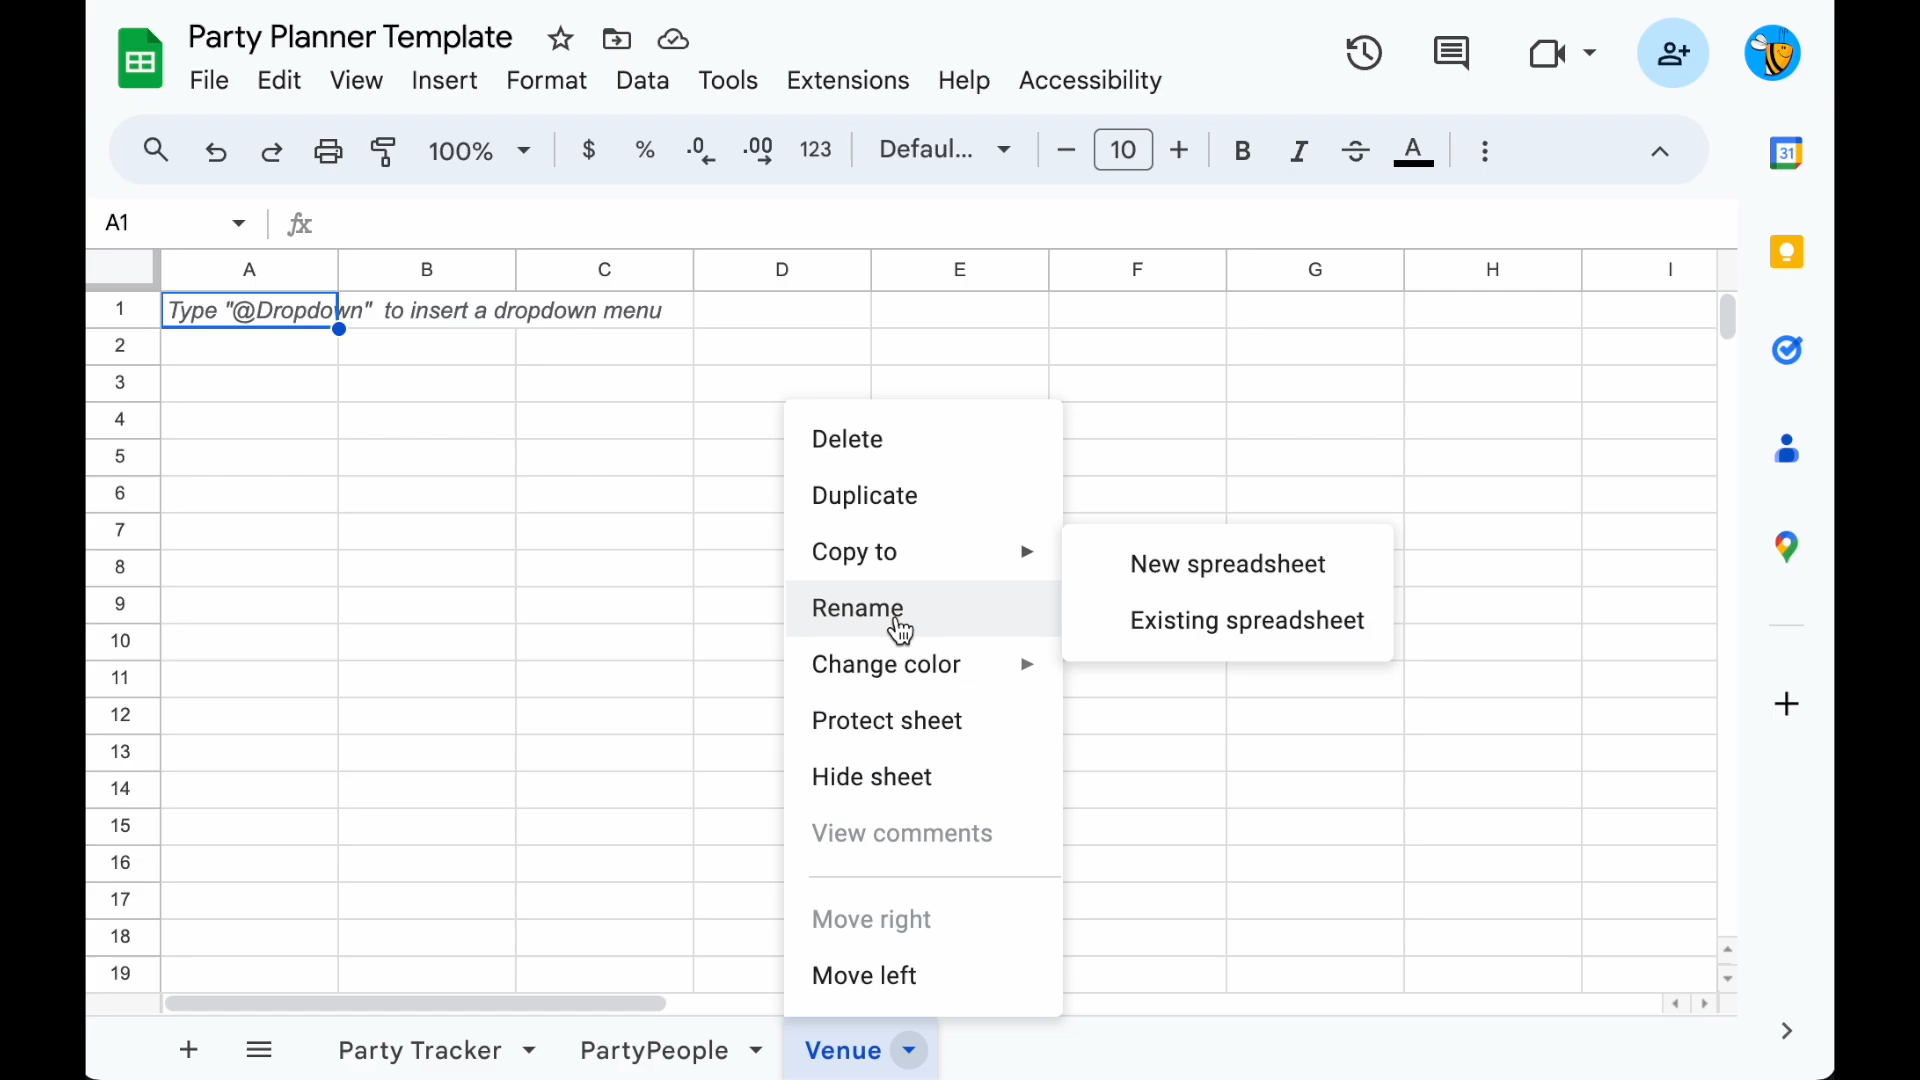 Party Planner Template
File Edit View Insert Format Data Tools Extensions Help Accessibility
100% $ % .0 .00 123 Defaul... 10 B I S A
31
A1 fx
A B C D E F G H I
1 Type "@Dropdown" to insert a dropdown menu
2
3
4
5
6
7
8
9
10
11
12
13
14
15
16
17
18
19
Delete
Duplicate
Copy to
Rename
Change color
Protect sheet
Hide sheet
View comments
Move right
Move left
New spreadsheet
Existing spreadsheet
Party Tracker PartyPeople Venue